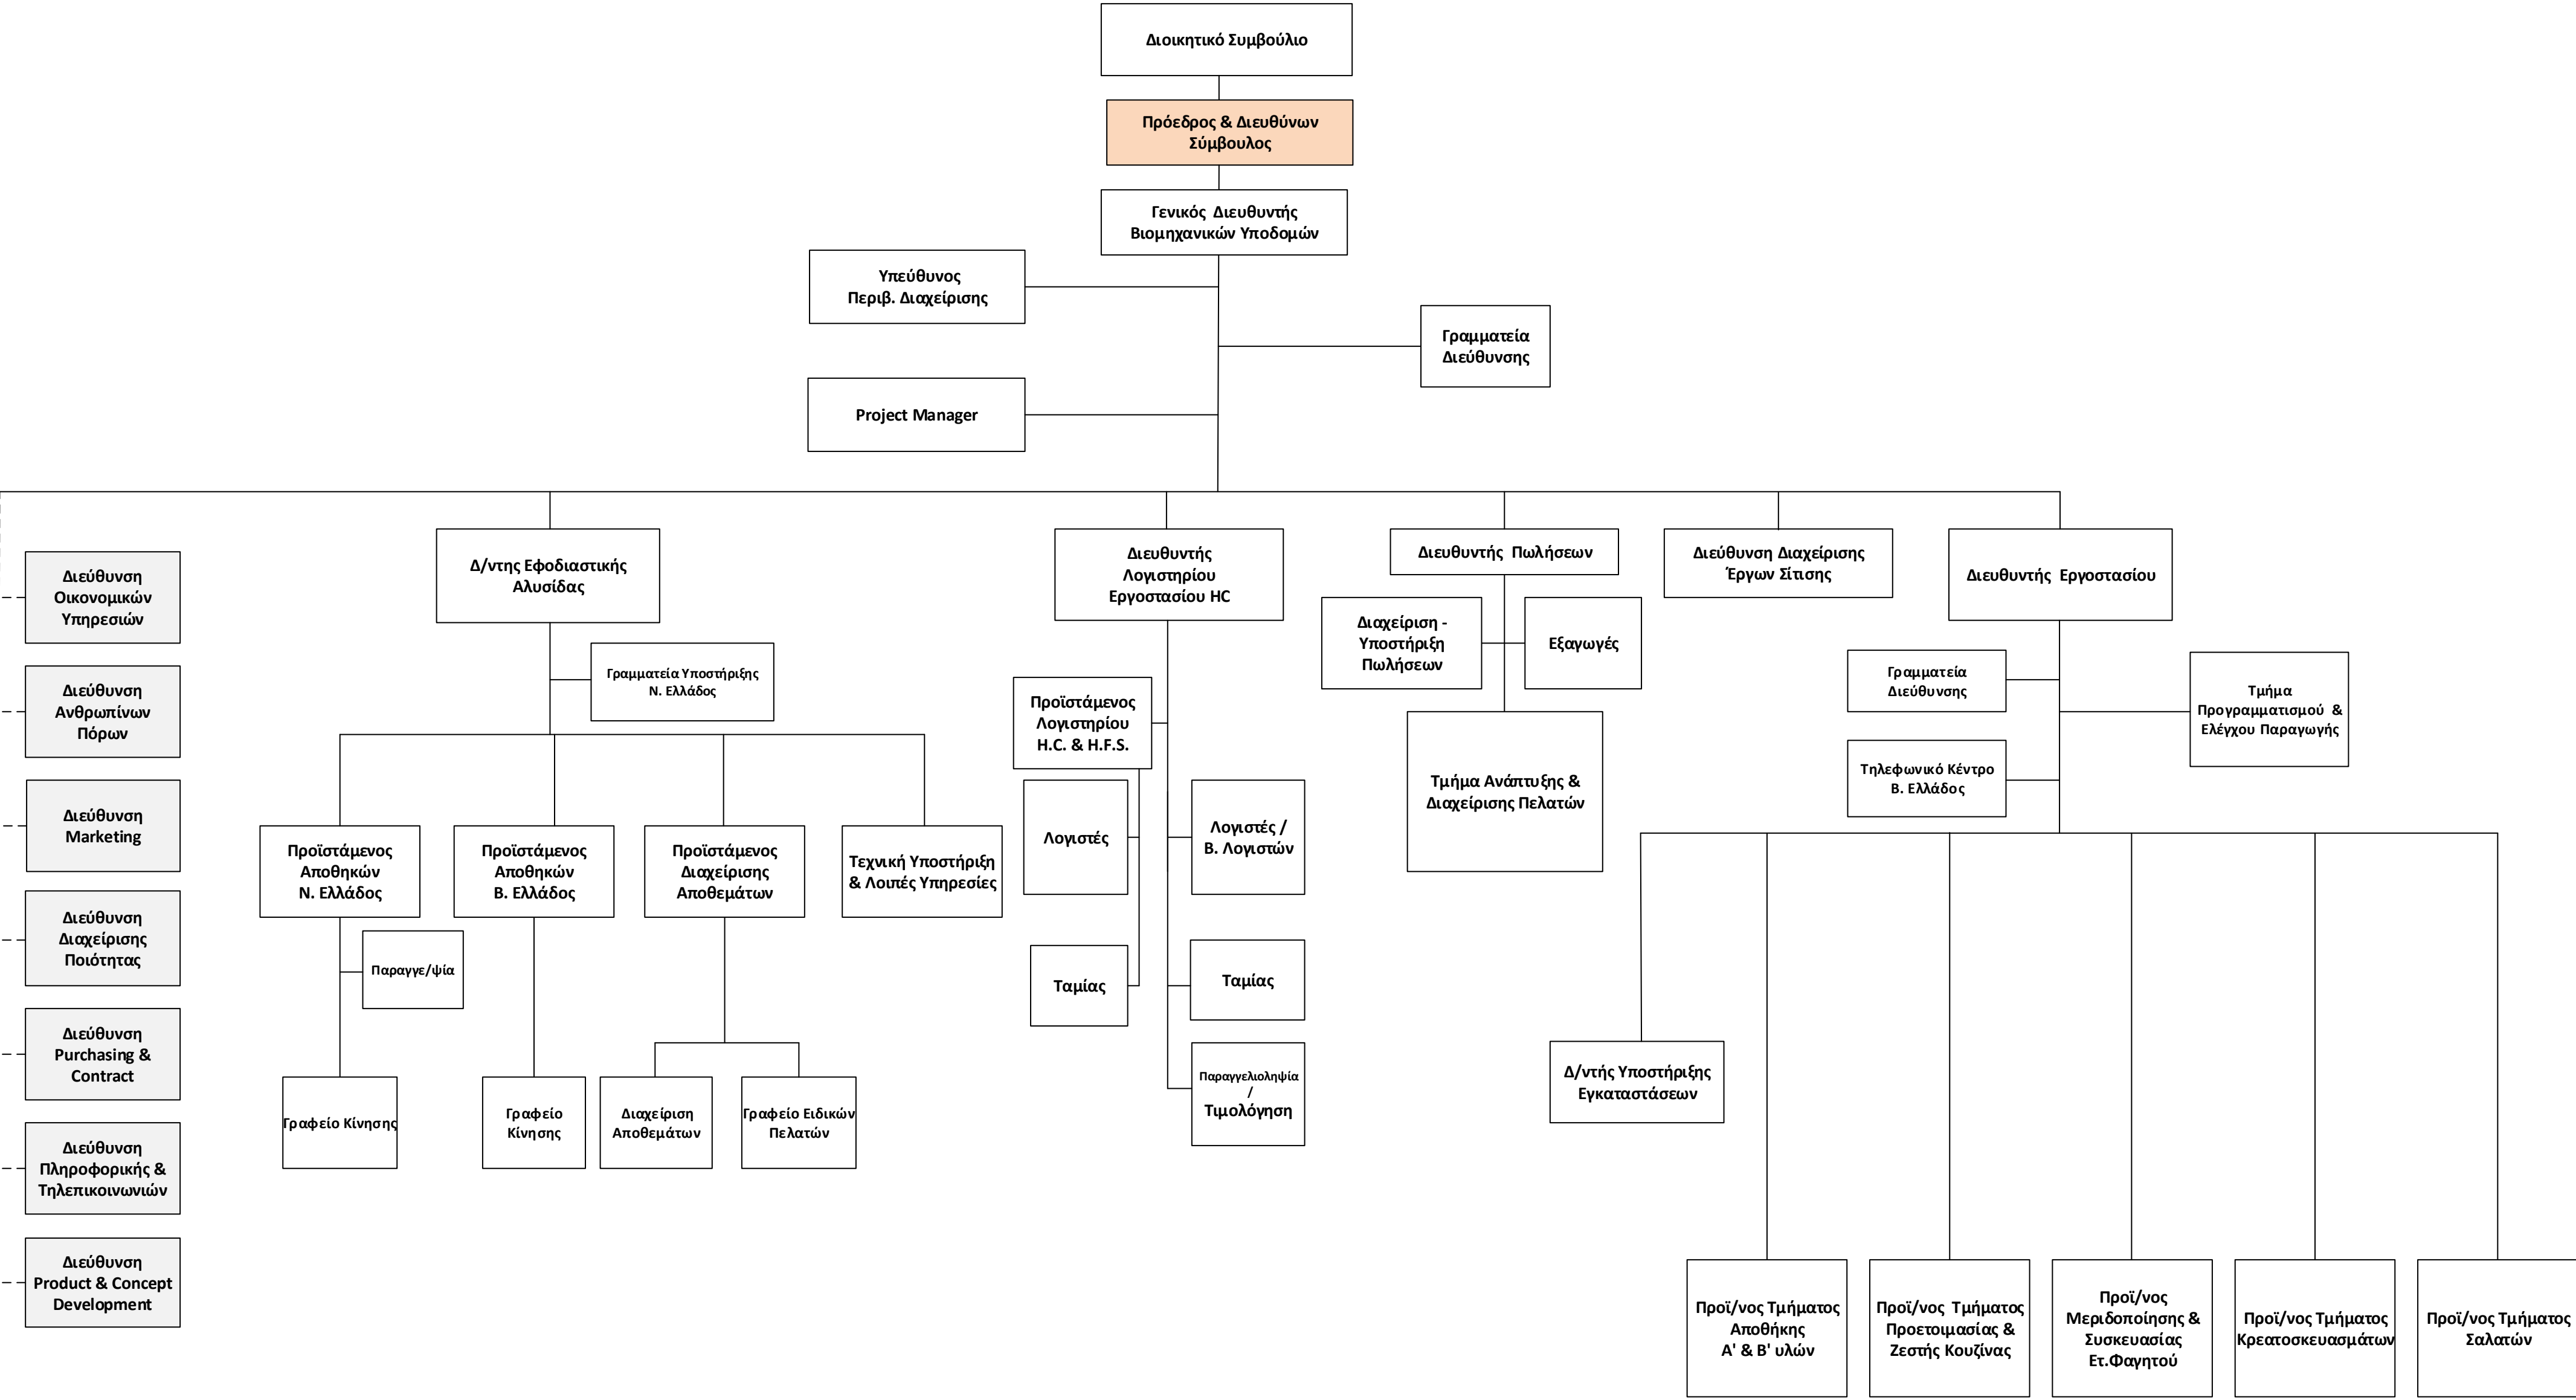 Διοικητικό Συμβούλιο
Πρόεδρος & Διευθύνων
Σύμβουλος
Γενικός Διευθυντής
Βιομηχανικών Υποδομών
Υπεύθυνος
Περιβ. Διαχείρισης
Γραμματεία
Διεύθυνσης
Project Manager
Διεύθυνση
Οικονομικών
Υπηρεσιών
Διεύθυνση
Ανθρωπίνων
Πόρων
Διεύθυνση
Marketing
Διεύθυνση
Διαχείρισης
Ποιότητας
Διεύθυνση
Purchasing &
Contract
Διεύθυνση
Πληροφορικής &
Τηλεπικοινωνιών
Διεύθυνση
Product & Concept
Development
Δ/ντης Εφοδιαστικής
Αλυσίδας
Γραμματεία Υποστήριξης
Ν. Ελλάδος
Προϊστάμενος
Αποθηκών
Ν. Ελλάδος
Προϊστάμενος
Αποθηκών
Β. Ελλάδος
Προϊστάμενος
Διαχείρισης
Αποθεμάτων
Τεχνική Υποστήριξη
& Λοιπές Υπηρεσίες
Παραγγε/ψία
Γραφείο Κίνησης
Γραφείο
Κίνησης
Διαχείριση
Αποθεμάτων
Γραφείο Ειδικών
Πελατών
Διευθυντής
Λογιστηρίου
Εργοστασίου HC
Προϊστάμενος
Λογιστηρίου
H.C. & H.F.S.
Λογιστές
Ταμίας
Λογιστές /
Β. Λογιστών
Ταμίας
Παραγγελιοληψία
/
Τιμολόγηση
Διευθυντής Πωλήσεων
Διαχείριση -
Υποστήριξη
Πωλήσεων
Εξαγωγές
Τμήμα Ανάπτυξης &
Διαχείρισης Πελατών
Διεύθυνση Διαχείρισης
Έργων Σίτισης
Διευθυντής Εργοστασίου
Γραμματεία
Διεύθυνσης
Τμήμα
Προγραμματισμού &
Ελέγχου Παραγωγής
Τηλεφωνικό Κέντρο
Β. Ελλάδος
Δ/ντής Υποστήριξης
Εγκαταστάσεων
Προϊ/νος Τμήματος
Αποθήκης
Α' & Β' υλών
Προϊ/νος Τμήματος
Προετοιμασίας &
Ζεστής Κουζίνας
Προϊ/νος
Μεριδοποίησης &
Συσκευασίας
Ετ.Φαγητού
Προϊ/νος Τμήματος
Κρεατοσκευασμάτων
Προϊ/νος Τμήματος
Σαλατών